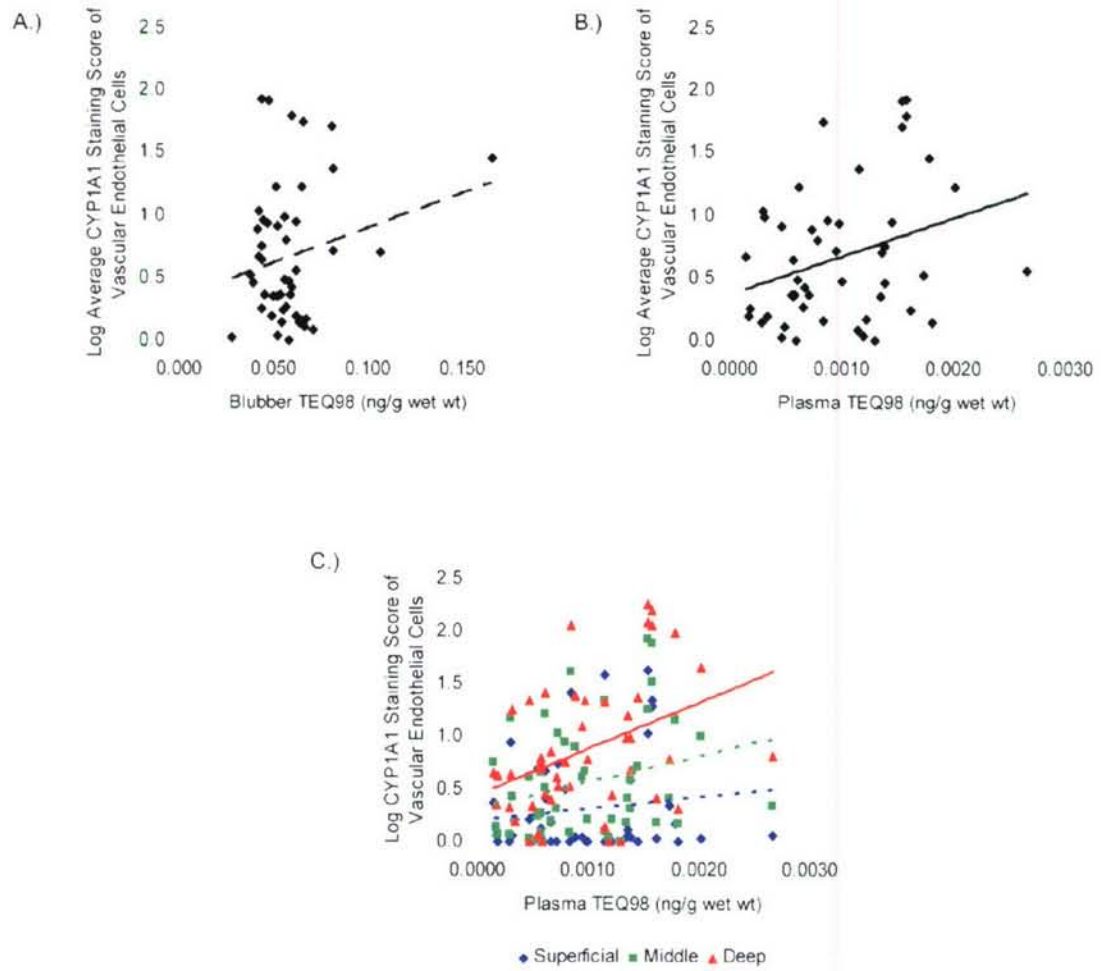 A.)
Log Average CYP1A1 Staining Score of
Vascular Endothelial Cells
2.5
2.0
1.5
1.0
0.5
0.0
0.000
0.050
0.100
0.150
Blubber TEQ98 (ng/g wet wt)
B.)
Log Average CYP1A1 Staining Score of
Vascular Endothelial Cells
2.5
2.0
1.5
1.0
0.5
0.0
0.0000
0.0010
0.0020
0.0030
Plasma TEQ98 (ng/g wet wt)
C.)
Log CYP1A1 Staining Score of
Vascular Endothelial Cells
2.5
2.0
1.5
1.0
0.5
0.0
0.0000
0.0010
0.0020
0.0030
Plasma TEQ98 (ng/g wet wt)
Superficial Middle Deep